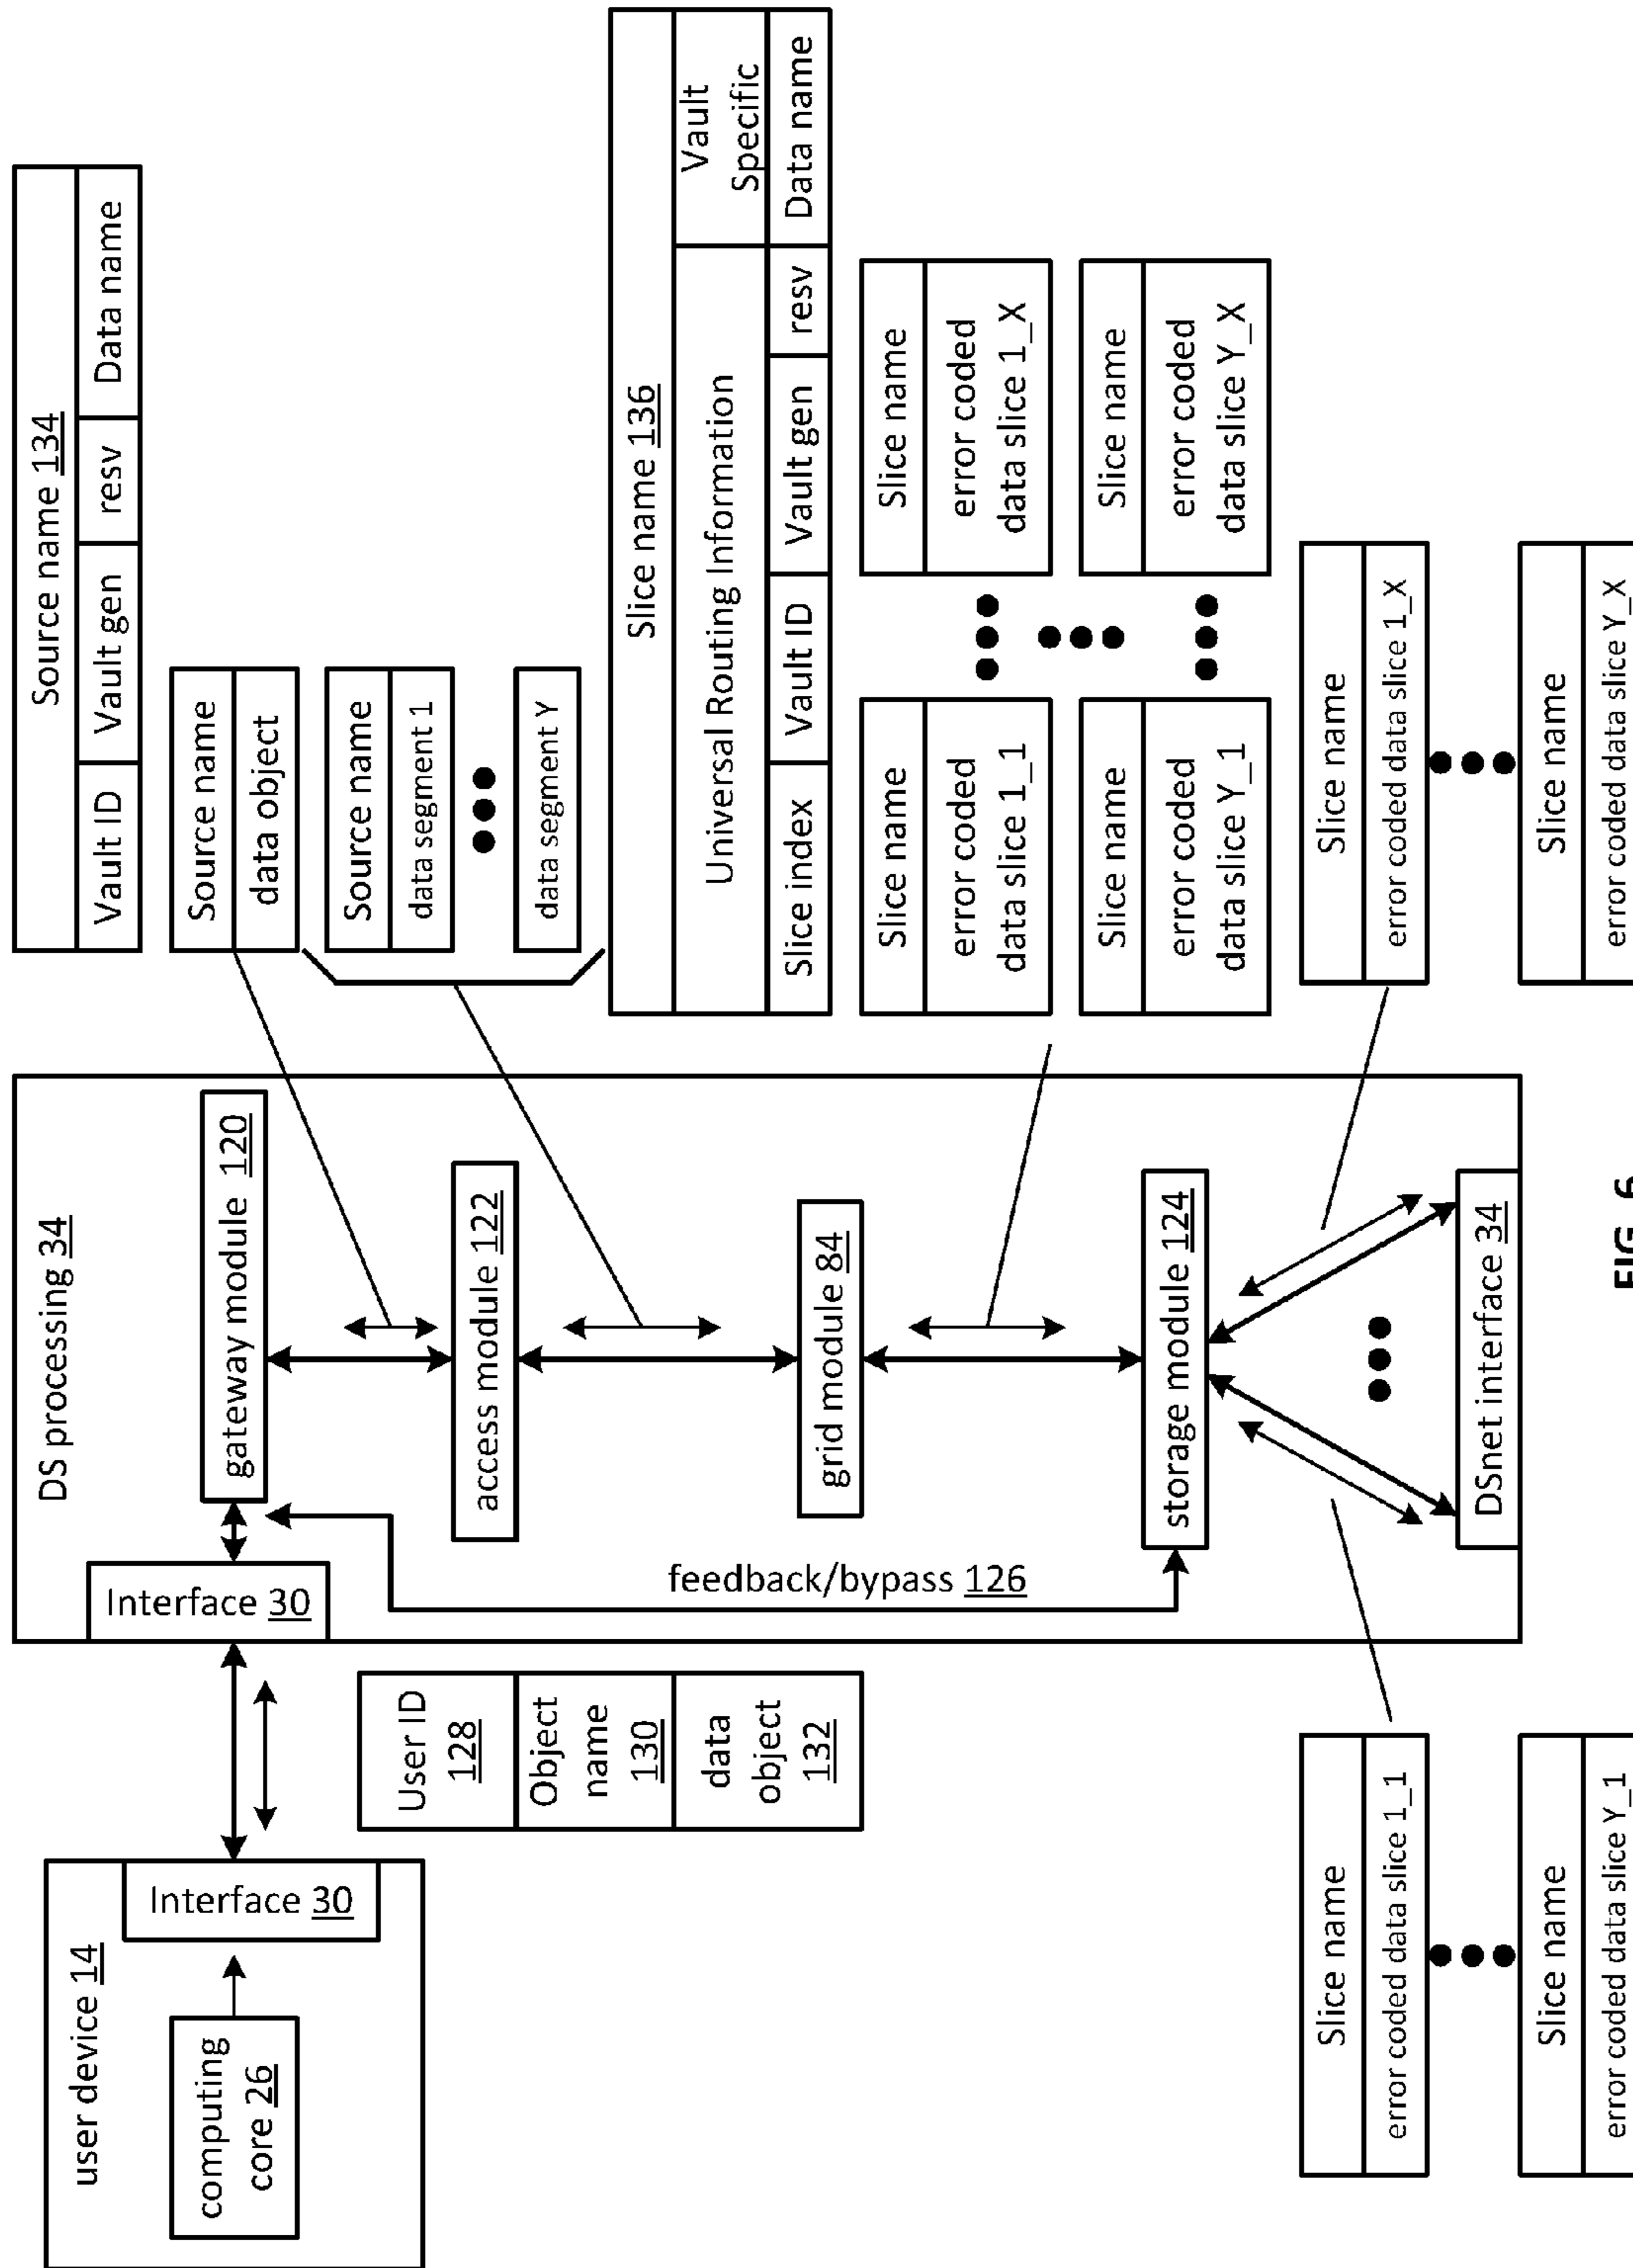 user device 14
computing
core 26
Interface 30
User ID
128
Object
name
130
data
object
132
DS processing 34
Interface 30
gateway module 120
access module 122
grid module 84
storage module 124
DSnet interface 34
feedback/bypass 126
Source name 134
Vault ID
Vault gen
resv
Data name
Source name
data object
Source name
data segment 1
data segment Y
Slice name 136
Universal Routing Information
Vault
Specific
Slice index
Vault ID
Vault gen
resv
Data name
Slice name
error coded
data slice 1_1
Slice name
error coded
data slice 1_X
Slice name
error coded
data slice Y_1
Slice name
error coded
data slice Y_X
Slice name
error coded data slice 1_1
Slice name
error coded data slice Y_1
Slice name
error coded data slice 1_X
Slice name
error coded data slice Y_X
FIG. 6